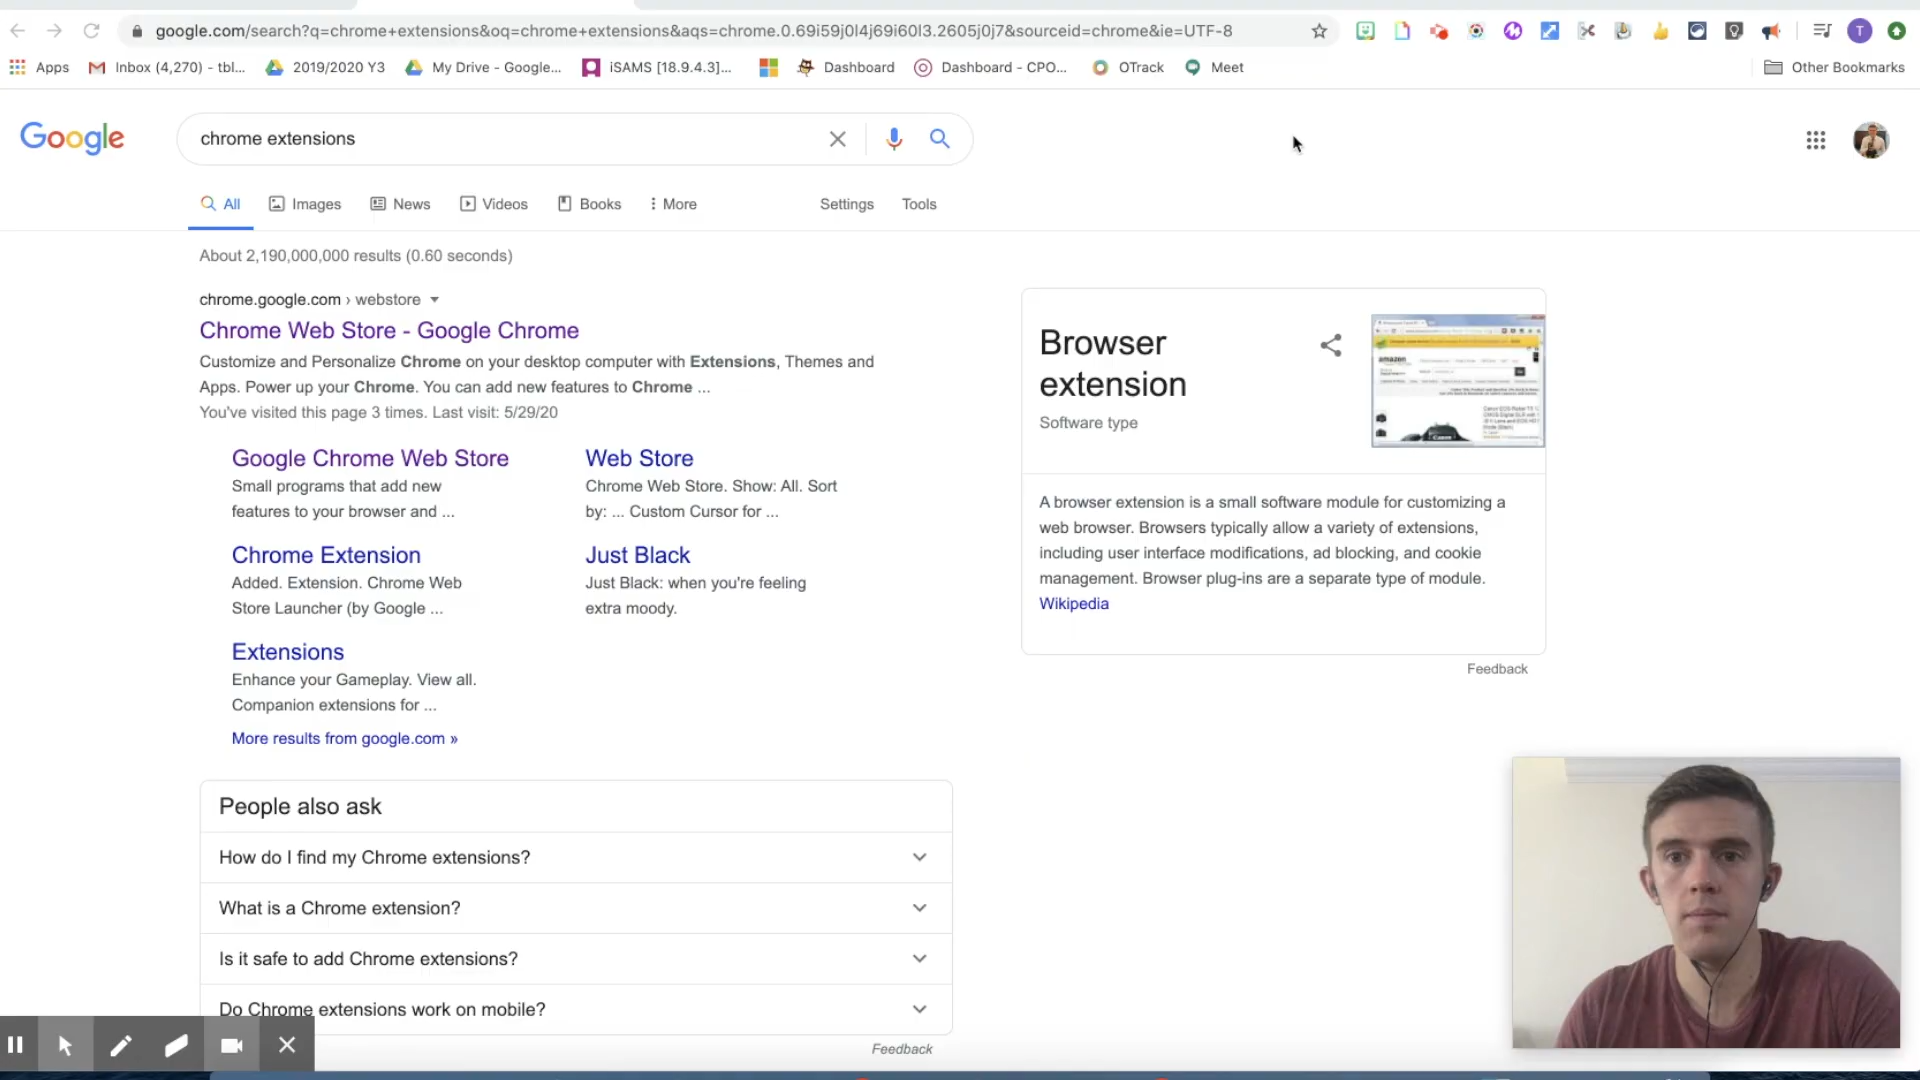 google.com/search?q=chrome+extensions&oq=chrome+extensions&aqs=chrome.0.69i59j0l4j69i60l3.2605j0j7&sourceid=chrome&ie=UTF-8
T
Apps Inbox (4,270) - tbl... 2019/2020 Y3 My Drive - Google... iSAMS [18.9.4.3]... Dashboard Dashboard - CPO... OTrack Meet Other Bookmarks
Google chrome extensions
All Images News Videos Books More Settings Tools
About 2,190,000,000 results (0.60 seconds)
chrome.google.com › webstore
Chrome Web Store - Google Chrome
Customize and Personalize Chrome on your desktop computer with Extensions, Themes and
Apps. Power up your Chrome. You can add new features to Chrome ...
You've visited this page 3 times. Last visit: 5/29/20
Google Chrome Web Store
Small programs that add new
features to your browser and ...
Web Store
Chrome Web Store. Show: All. Sort
by: ... Custom Cursor for ...
Chrome Extension
Added. Extension. Chrome Web
Store Launcher (by Google ...
Just Black
Just Black: when you're feeling
extra moody.
Extensions
Enhance your Gameplay. View all.
Companion extensions for ...
More results from google.com »
People also ask
How do I find my Chrome extensions?
What is a Chrome extension?
Is it safe to add Chrome extensions?
Do Chrome extensions work on mobile?
Feedback
Browser
extension
Software type
amazon
A browser extension is a small software module for customizing a
web browser. Browsers typically allow a variety of extensions,
including user interface modifications, ad blocking, and cookie
management. Browser plug-ins are a separate type of module.
Wikipedia
Feedback